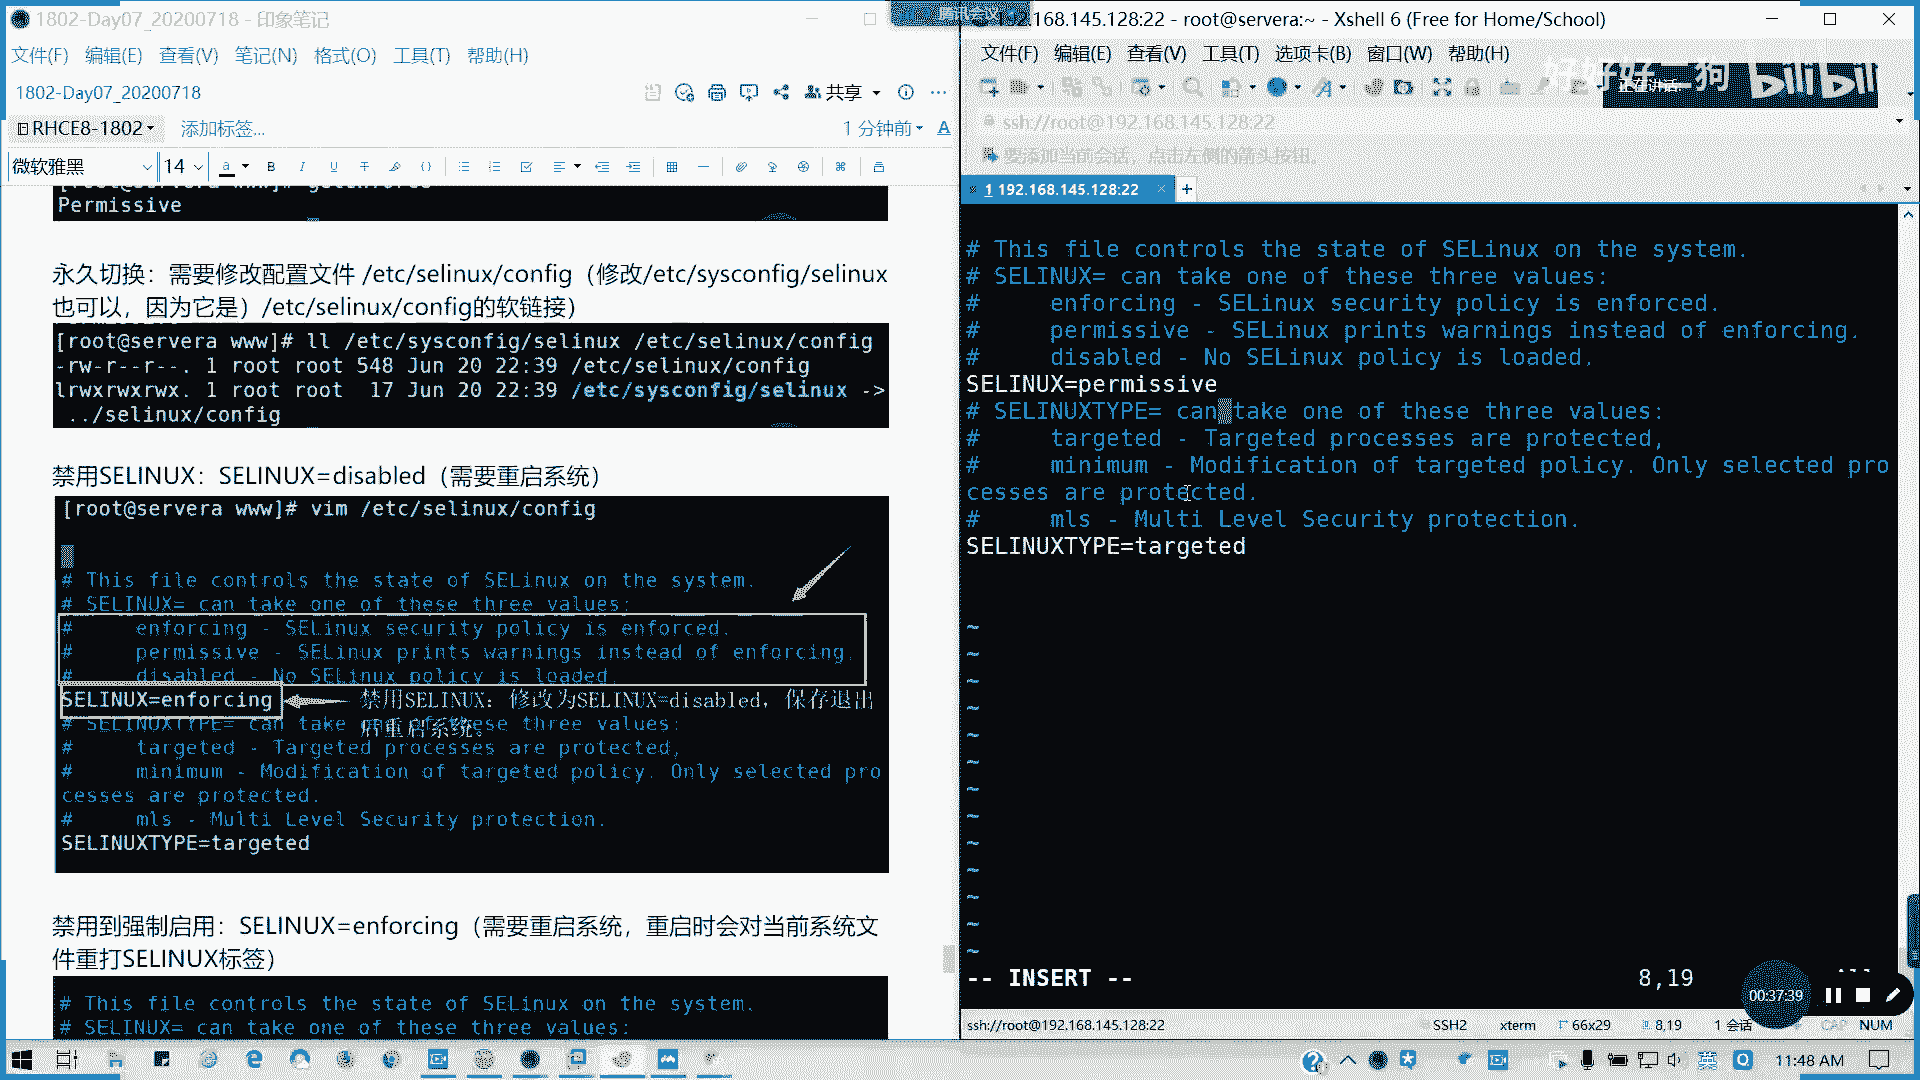 1802-Day07_20200718 - 印象笔记
文件(F) 编辑(E) 查看(V) 笔记(N) 格式(O) 工具(T) 帮助(H)
1802-Day07_20200718
共享
RHCE8-1802
添加标签...
1 分钟前
微软雅黑
14
Permissive
永久切换：需要修改配置文件 /etc/selinux/config（修改/etc/sysconfig/selinux
也可以，因为它是）/etc/selinux/config的软链接）
[root@servera www]# ll /etc/sysconfig/selinux /etc/selinux/config
-rw-r--r--. 1 root root 548 Jun 20 22:39 /etc/selinux/config
lrwxrwxrwx. 1 root root 17 Jun 20 22:39 /etc/sysconfig/selinux ->
../selinux/config
禁用SELINUX：SELINUX=disabled（需要重启系统）
[root@servera www]# vim /etc/selinux/config
# This file controls the state of SELinux on the system.
# SELINUX= can take one of these three values:
# enforcing - SELinux security policy is enforced.
# permissive - SELinux prints warnings instead of enforcing.
# disabled - No SELinux policy is loaded.
SELINUX=enforcing
禁用SELINUX：修改为SELINUX=disabled，保存退出
后重启系统。
# SELINUXTYPE= can take one of these three values:
# targeted - Targeted processes are protected,
# minimum - Modification of targeted policy. Only selected pro
cesses are protected.
# mls - Multi Level Security protection.
SELINUXTYPE=targeted
禁用到强制启用：SELINUX=enforcing（需要重启系统，重启时会对当前系统文
件重打SELINUX标签）
# This file controls the state of SELinux on the system.
# SELINUX= can take one of these three values:
腾讯会议
192.168.145.128:22 - root@servera:~ - Xshell 6 (Free for Home/School)
文件(F) 编辑(E) 查看(V) 工具(T) 选项卡(B) 窗口(W) 帮助(H)
bilibili
ssh://root@192.168.145.128:22
要添加当前会话，点击左侧的箭头按钮。
1 192.168.145.128:22
# This file controls the state of SELinux on the system.
# SELINUX= can take one of these three values:
# enforcing - SELinux security policy is enforced.
# permissive - SELinux prints warnings instead of enforcing.
# disabled - No SELinux policy is loaded.
SELINUX=permissive
# SELINUXTYPE= can take one of these three values:
# targeted - Targeted processes are protected,
# minimum - Modification of targeted policy. Only selected pro
cesses are protected.
# mls - Multi Level Security protection.
SELINUXTYPE=targeted
~
~
~
~
~
~
~
~
~
~
~
~
~
-- INSERT --
8,19
00:37:39
ssh://root@192.168.145.128:22
SSH2
xterm
66x29
8,19
1 会话
CAP
NUM
英
11:48 AM